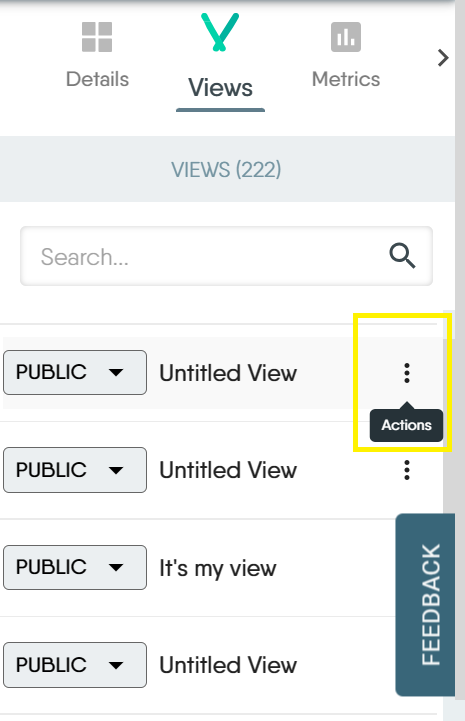 Details
Views
Metrics
VIEWS (222)
Search...
PUBLIC Untitled View
Actions
PUBLIC Untitled View
PUBLIC It's my view
PUBLIC Untitled View
FEEDBACK